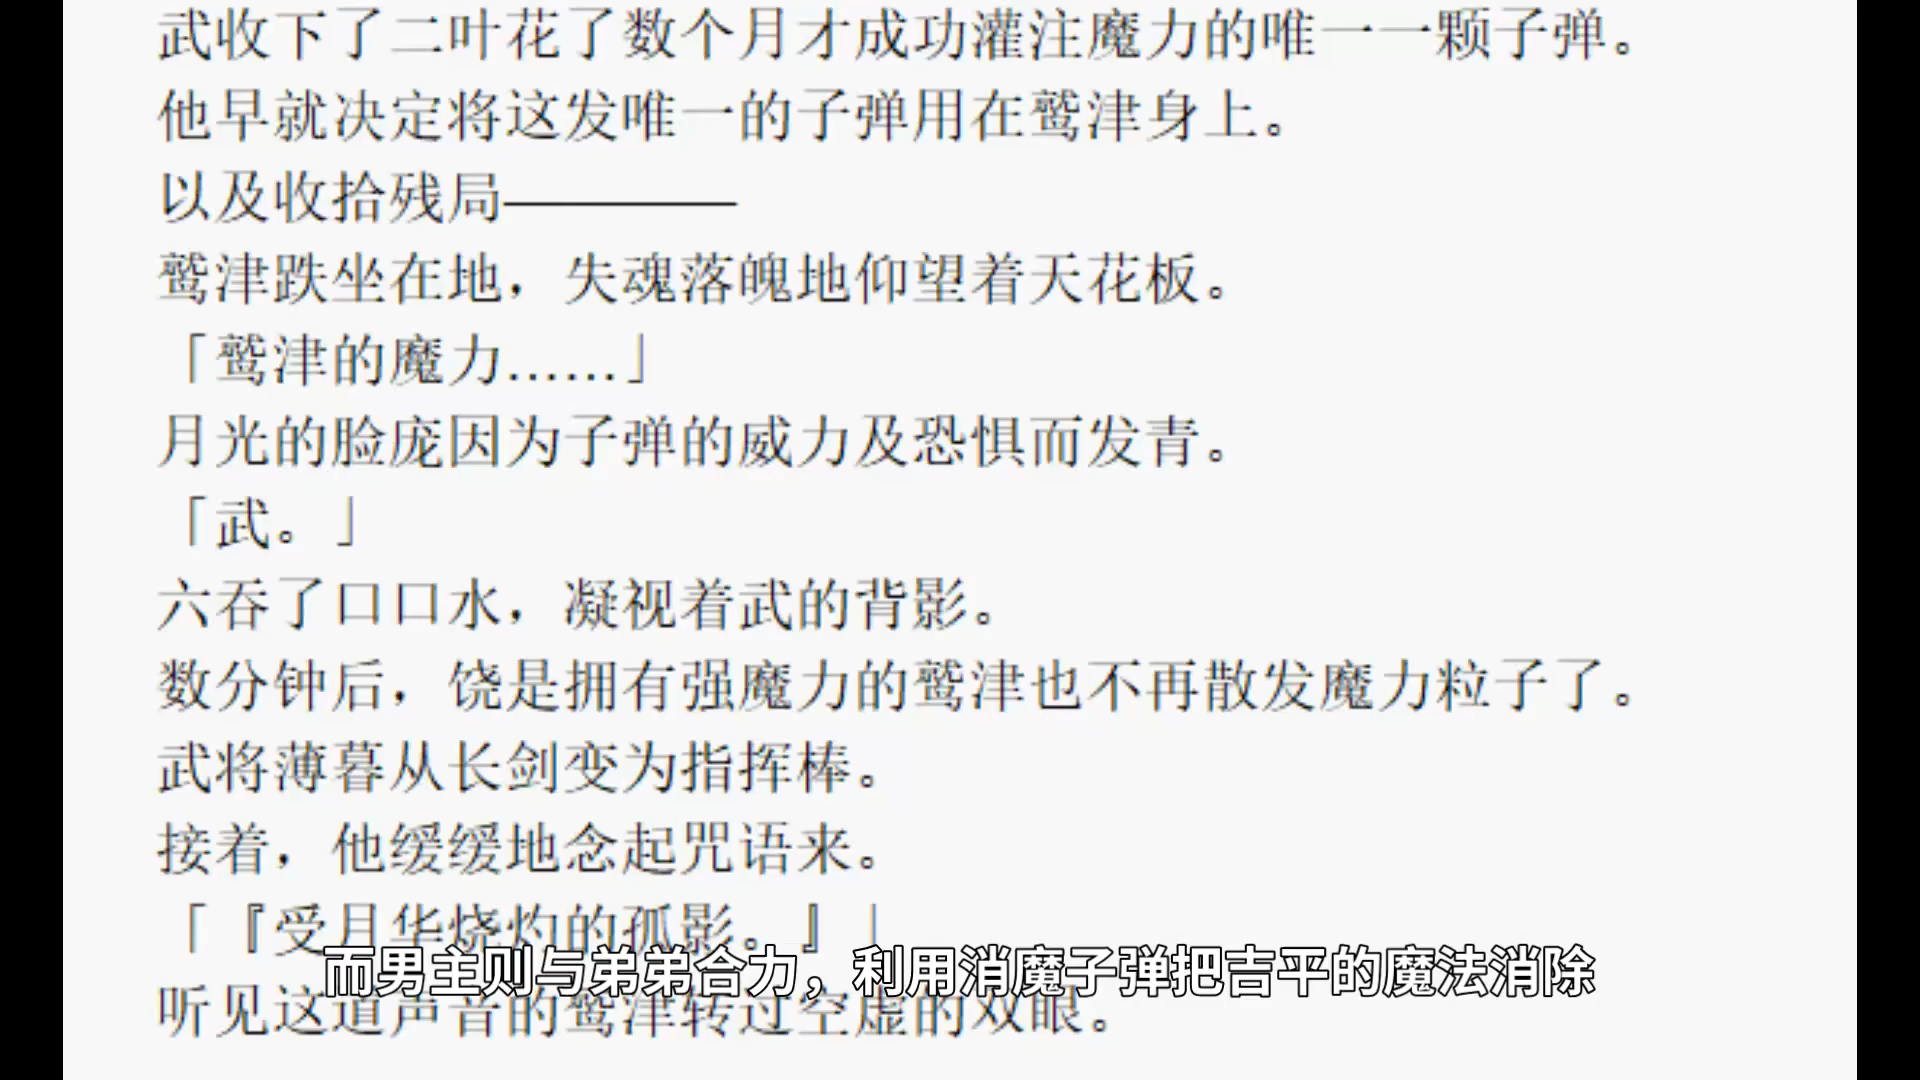 武收下了二叶花了数个月才成功灌注魔力的唯一一颗子弹。
他早就决定将这发唯一的子弹用在鹫津身上。
以及收拾残局————
鹫津跌坐在地，失魂落魄地仰望着天花板。
「鹫津的魔力……」
月光的脸庞因为子弹的威力及恐惧而发青。
「武。」
六吞了口口水，凝视着武的背影。
数分钟后，饶是拥有强魔力的鹫津也不再散发魔力粒子了。
武将薄暮从长剑变为指挥棒。
接着，他缓缓地念起咒语来。
「『受月华烧灼的孤影。』」
而男主则与弟弟合力，利用消魔子弹把吉平的魔法消除
听见这道声音的鹫津转过空虚的双眼。